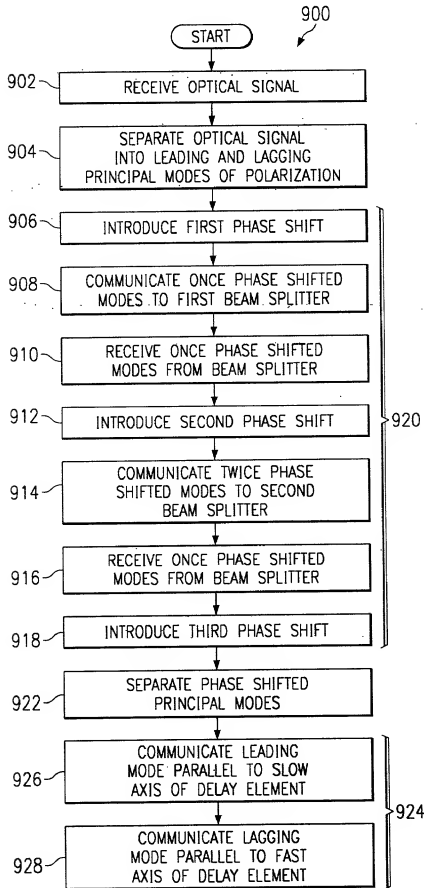 900
START
902
RECEIVE OPTICAL SIGNAL
904
SEPARATE OPTICAL SIGNAL
INTO LEADING AND LAGGING
PRINCIPAL MODES OF POLARIZATION
906
INTRODUCE FIRST PHASE SHIFT
908
COMMUNICATE ONCE PHASE SHIFTED
MODES TO FIRST BEAM SPLITTER
910
RECEIVE ONCE PHASE SHIFTED
MODES FROM BEAM SPLITTER
912
INTRODUCE SECOND PHASE SHIFT
920
914
COMMUNICATE TWICE PHASE
SHIFTED MODES TO SECOND
BEAM SPLITTER
916
RECEIVE ONCE PHASE SHIFTED
MODES FROM BEAM SPLITTER
918
INTRODUCE THIRD PHASE SHIFT
922
SEPARATE PHASE SHIFTED
PRINCIPAL MODES
926
COMMUNICATE LEADING
MODE PARALLEL TO SLOW
AXIS OF DELAY ELEMENT
924
928
COMMUNICATE LAGGING
MODE PARALLEL TO FAST
AXIS OF DELAY ELEMENT